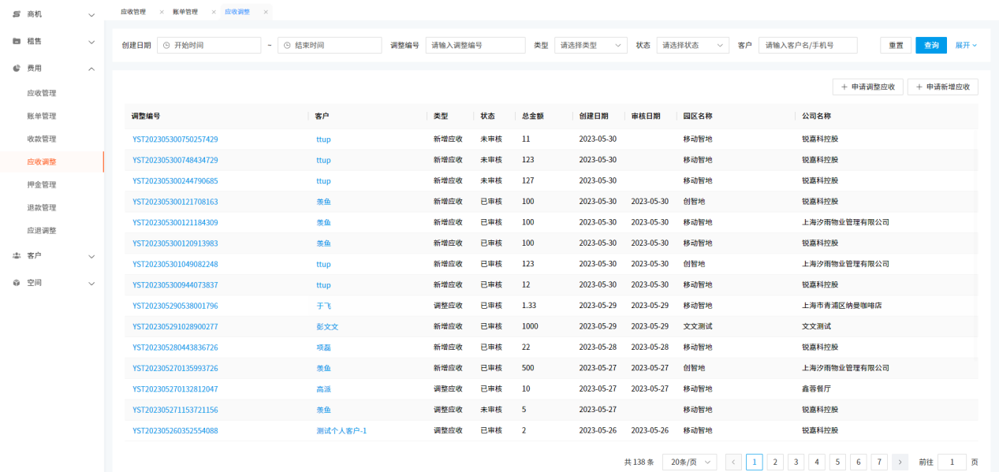 商机
租售
费用
应收管理
账单管理
收款管理
应收调整
押金管理
退款管理
应退调整
客户
空间
应收管理 × 账单管理 × 应收调整 ×
创建日期 开始时间 ~ 结束时间 调整编号 请输入调整编号 类型 请选择类型 状态 请选择状态 客户 请输入客户名/手机号 重置 查询 展开
+ 申请调整应收 + 申请新增应收
调整编号 客户 类型 状态 总金额 创建日期 审核日期 园区名称 公司名称
YST202305300750257429 ttup 新增应收 未审核 11 2023-05-30 移动智地 锐嘉科控股
YST202305300748434729 ttup 新增应收 未审核 123 2023-05-30 移动智地 锐嘉科控股
YST202305300244790685 ttup 新增应收 未审核 127 2023-05-30 移动智地 锐嘉科控股
YST202305300121708163 羡鱼 新增应收 已审核 100 2023-05-30 2023-05-30 创智地 锐嘉科控股
YST202305300121184309 羡鱼 新增应收 已审核 100 2023-05-30 2023-05-30 移动智地 上海汐雨物业管理有限公司
YST202305300120913983 羡鱼 新增应收 已审核 100 2023-05-30 2023-05-30 移动智地 锐嘉科控股
YST202305301049082248 ttup 新增应收 已审核 123 2023-05-30 2023-05-30 创智地 上海汐雨物业管理有限公司
YST202305300944073837 ttup 新增应收 已审核 12 2023-05-30 2023-05-30 移动智地 锐嘉科控股
YST202305290538001796 于飞 调整应收 已审核 1.33 2023-05-29 2023-05-29 移动智地 上海市青浦区纳曼咖啡店
YST202305291028900277 彭文文 新增应收 已审核 1000 2023-05-29 2023-05-29 文文测试 文文测试
YST202305280443836726 项磊 新增应收 已审核 22 2023-05-28 2023-05-28 移动智地 锐嘉科控股
YST202305270135993726 羡鱼 新增应收 已审核 500 2023-05-27 2023-05-27 创智地 上海汐雨物业管理有限公司
YST202305270132812047 高派 调整应收 已审核 10 2023-05-27 2023-05-27 移动智地 鑫蓉餐厅
YST202305271153721156 羡鱼 调整应收 未审核 5 2023-05-27 移动智地 锐嘉科控股
YST202305260352554088 测试个人客户-1 调整应收 已审核 2 2023-05-26 2023-05-26 移动智地 锐嘉科控股
共 138 条 20条/页 < 1 2 3 4 5 6 7 > 前往 1 页